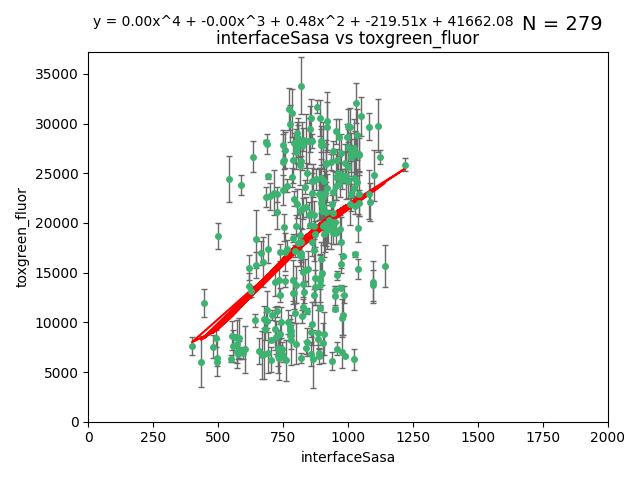 y = 0.00x^4 + -0.00x^3 + 0.48x^2 + -219.51x + 41662.08 N = 279
interfaceSasa vs toxgreen_fluor
35000
30000
25000
20000
15000
10000
5000
0
toxgreen_fluor
0 250 500 750 1000 1250 1500 1750 2000
interfaceSasa